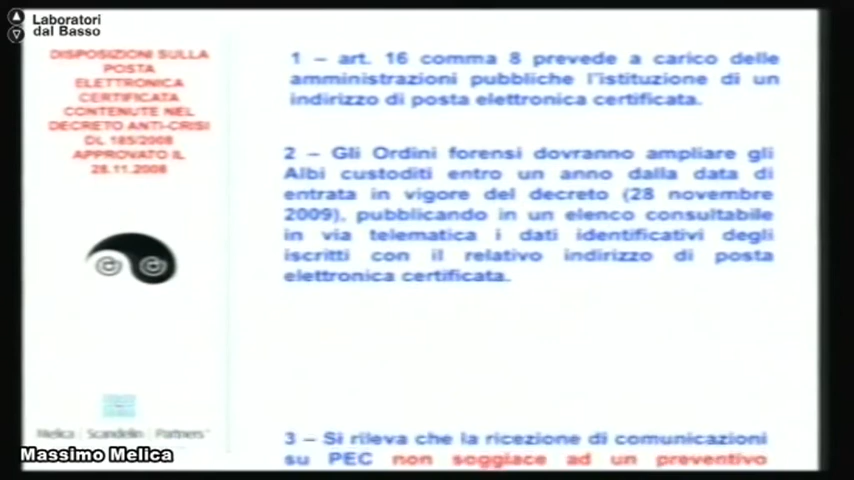 Laboratori
dal Basso
DISPOSIZIONI SULLA
POSTA
ELETTRONICA
CERTIFICATA
CONTENUTE NEL
DECRETO ANTI-CRISI
DL 185/2008
APPROVATO IL
28.11.2008
1 – art. 16 comma 8 prevede a carico delle
amministrazioni pubbliche l'istituzione di un
indirizzo di posta elettronica certificata.
2 – Gli Ordini forensi dovranno ampliare gli
Albi custoditi entro un anno dalla data di
entrata in vigore del decreto (28 novembre
2009), pubblicando in un elenco consultabile
in via telematica i dati identificativi degli
iscritti con il relativo indirizzo di posta
elettronica certificata.
3 – Si rileva che la ricezione di comunicazioni
su PEC non soggiace ad un preventivo
Melica | Scandelin | Partners
Massimo Melica